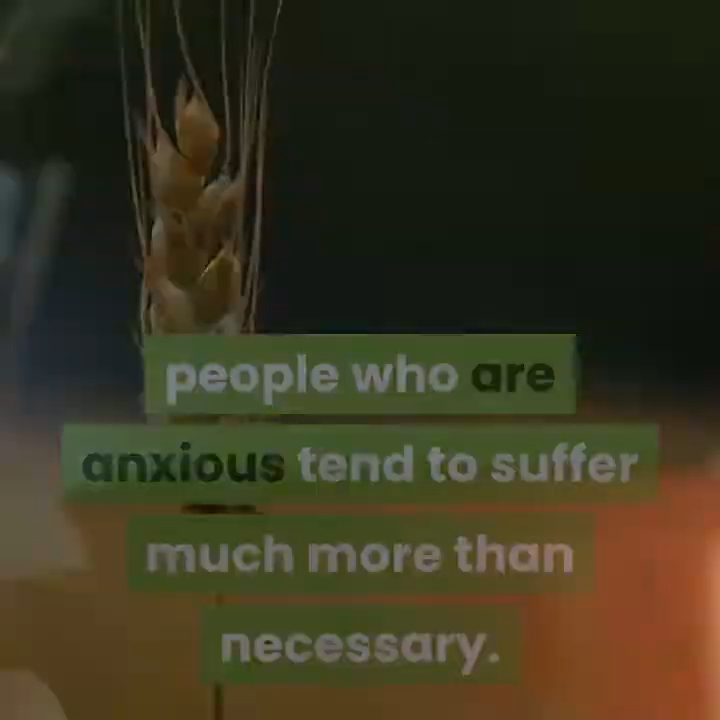 people who are
anxious tend to suffer
much more than
necessary.